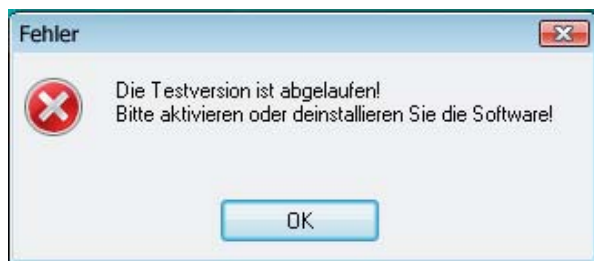 Fehler
Die Testversion ist abgelaufen!
Bitte aktivieren oder deinstallieren Sie die Software!
OK